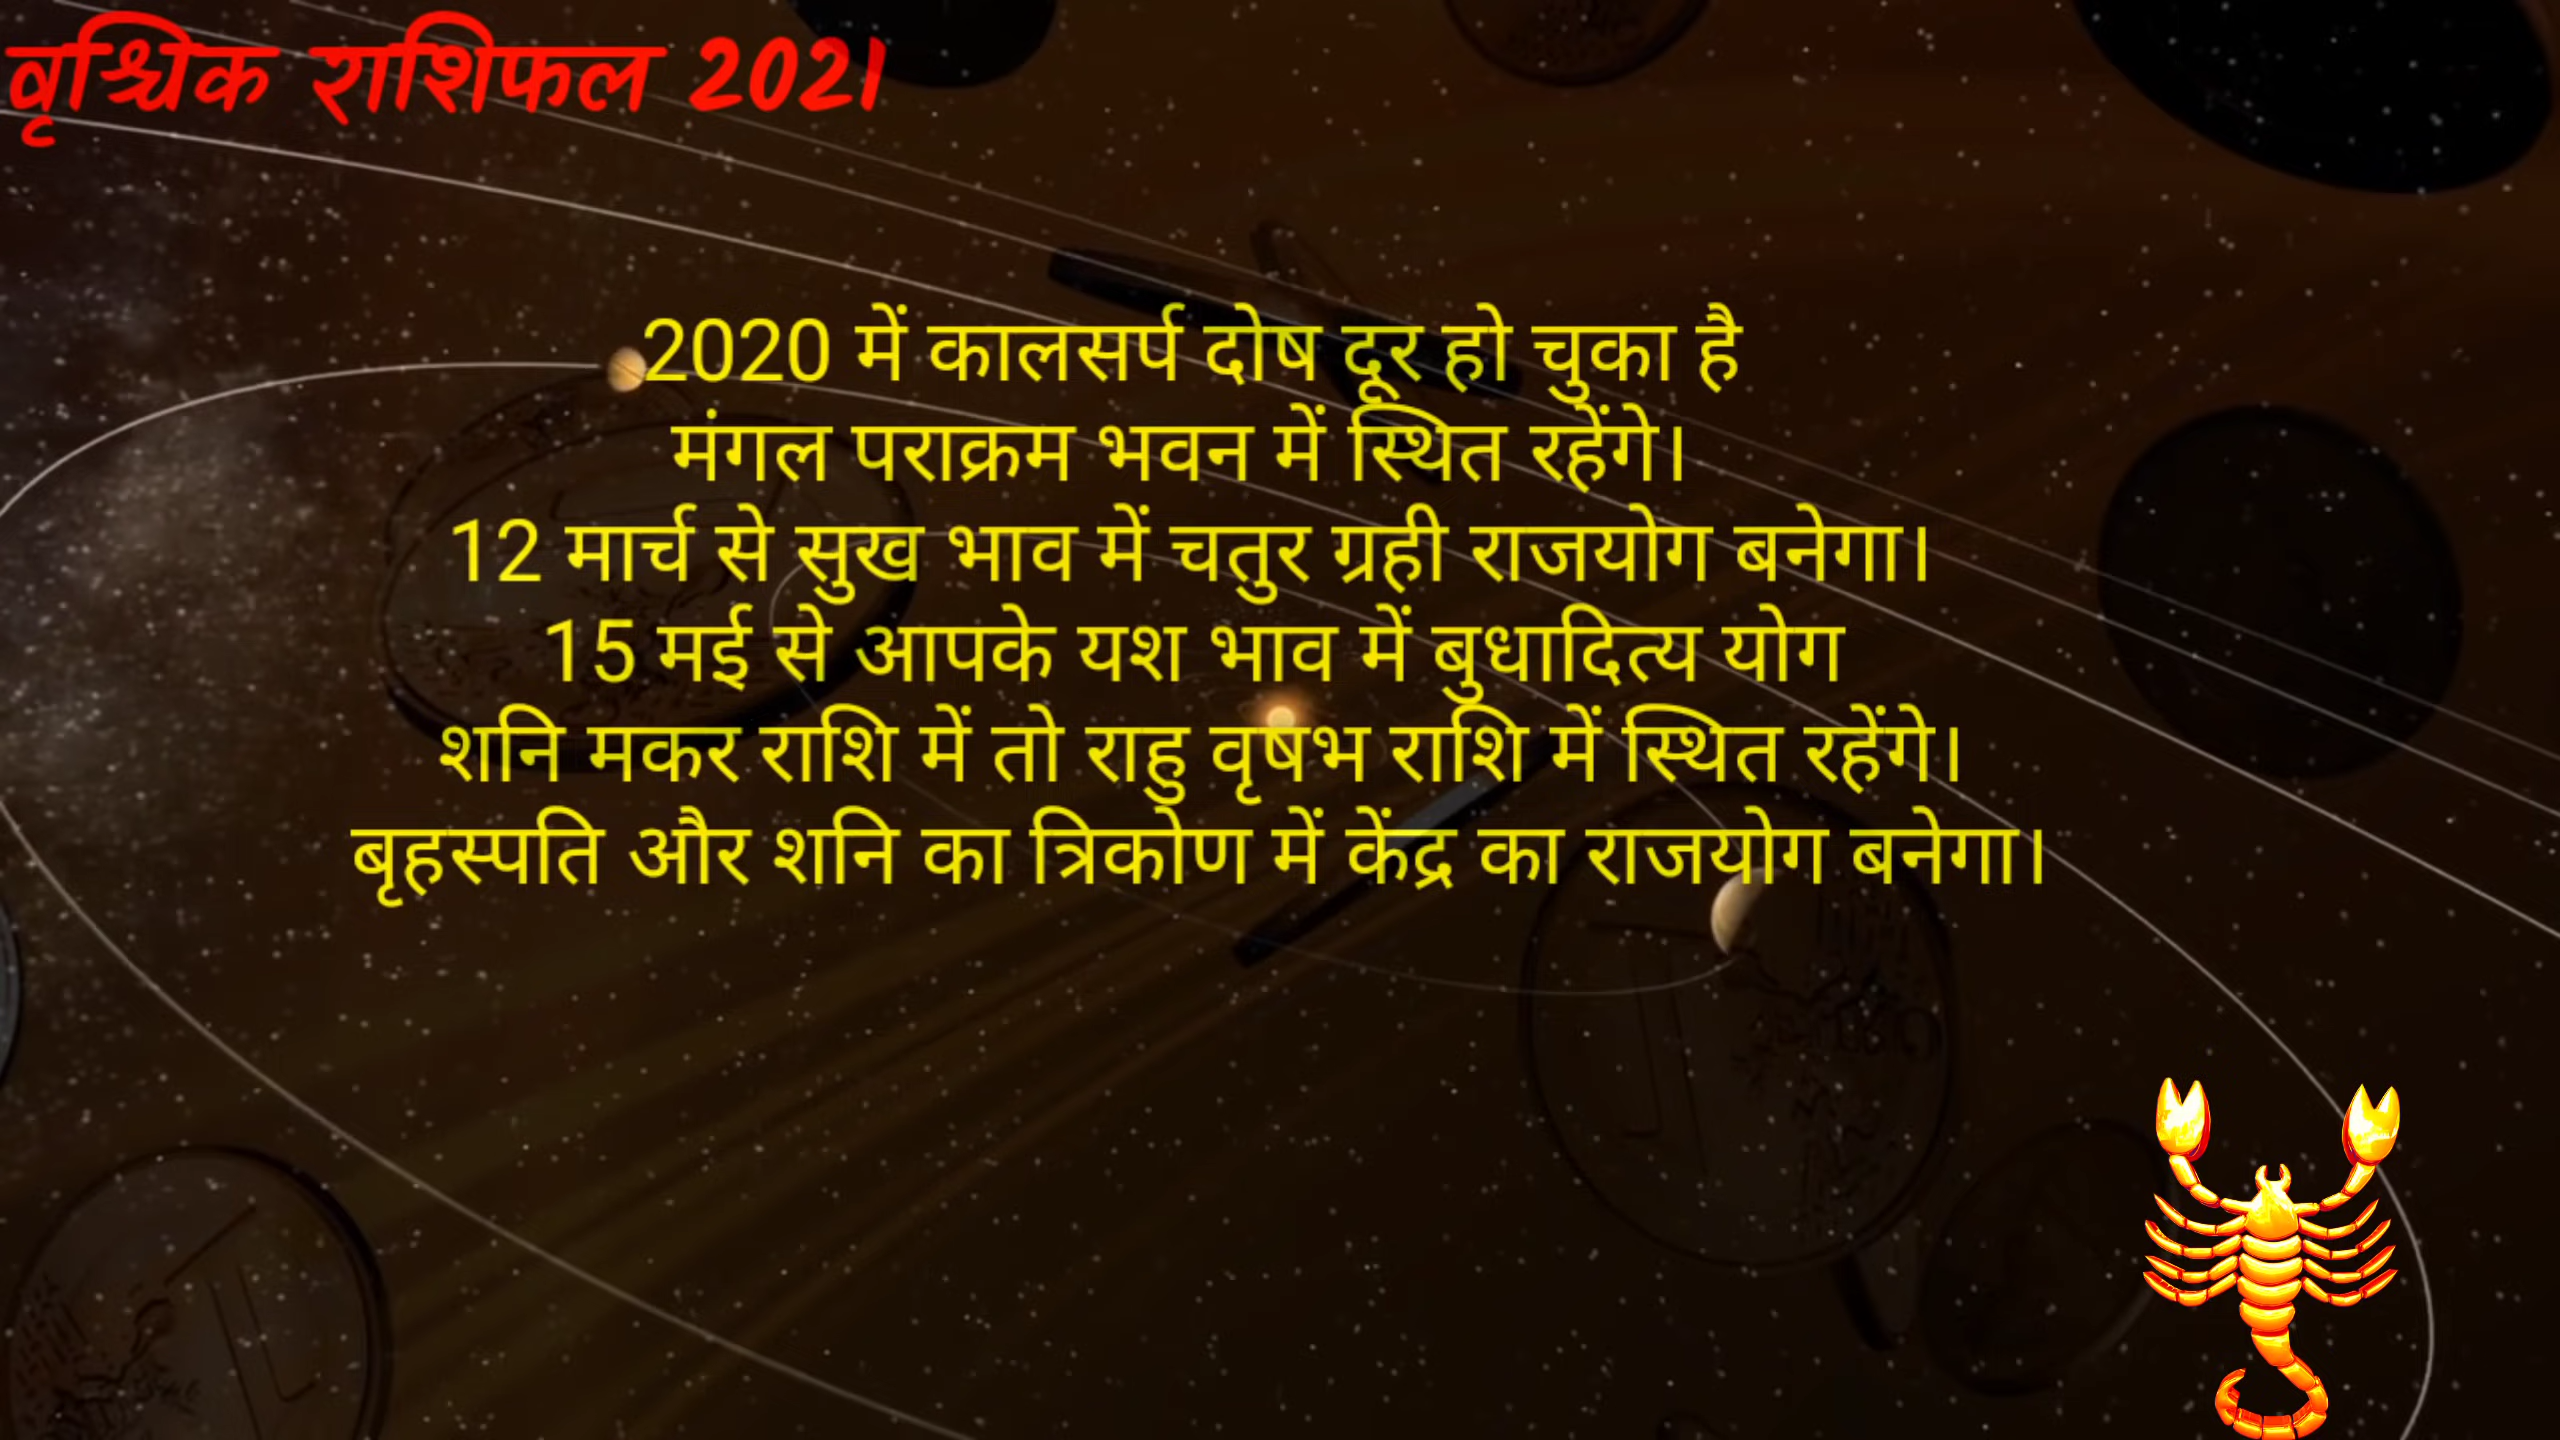 वृश्चिक राशिफल 2021
2020 में कालसर्प दोष दूर हो चुका है
मंगल पराक्रम भवन में स्थित रहेंगे।
12 मार्च से सुख भाव में चतुर ग्रही राजयोग बनेगा।
15 मई से आपके यश भाव में बुधादित्य योग
शनि मकर राशि में तो राहु वृषभ राशि में स्थित रहेंगे।
बृहस्पति और शनि का त्रिकोण में केंद्र का राजयोग बनेगा।